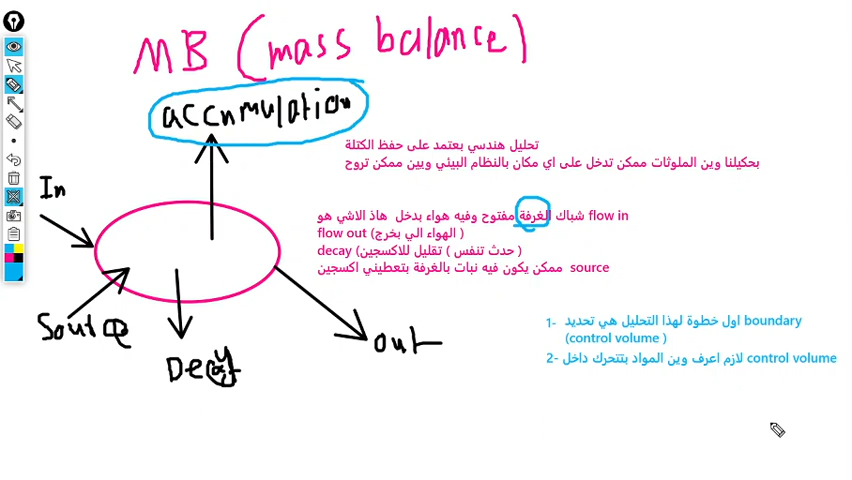 MB (mass balance)
accumulation
تحليل هندسي بعتمد على حفظ الكتلة
بحكيلنا وين الملوثات ممكن تدخل على اي مكان بالنظام البيئي ويين ممكن تروح
In
شباك الغرفة مفتوح وفيه هواء بدخل هاذ الاشي هو flow in
flow out (الهواء الي بخرج )
decay (حدث تنفس ) تقليل للاكسجين
ممكن يكون فيه نبات بالغرفة بتعطيني اكسجين source
Source
Decay
out
1- اول خطوة لهذا التحليل هي تحديد boundary
(control volume )
2- لازم اعرف وين المواد بتتحرك داخل control volume